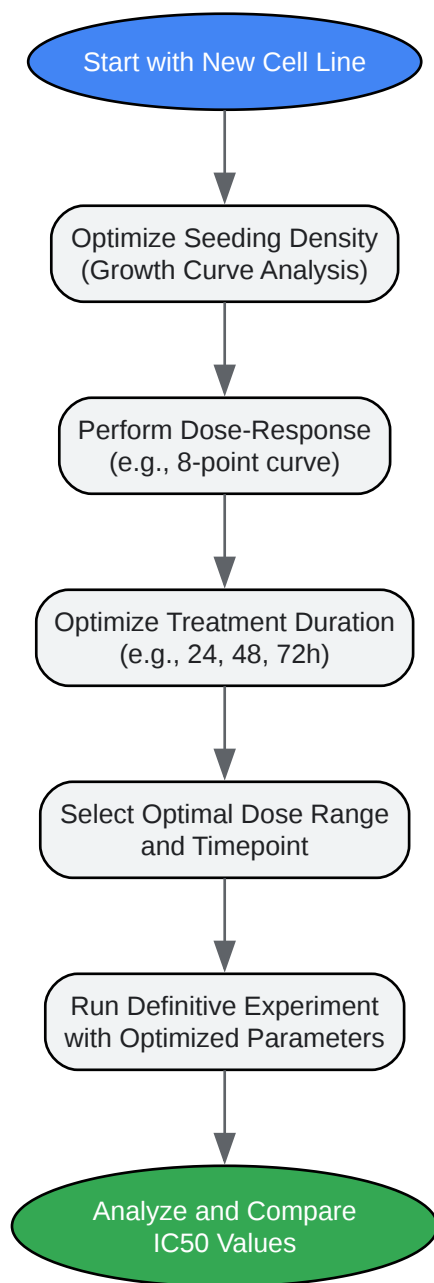 Start with New Cell Line
Optimize Seeding Density
(Growth Curve Analysis)
Perform Dose-Response
(e.g., 8-point curve)
Optimize Treatment Duration
(e.g., 24, 48, 72h)
Select Optimal Dose Range
and Timepoint
Run Definitive Experiment
with Optimized Parameters
Analyze and Compare
IC50 Values